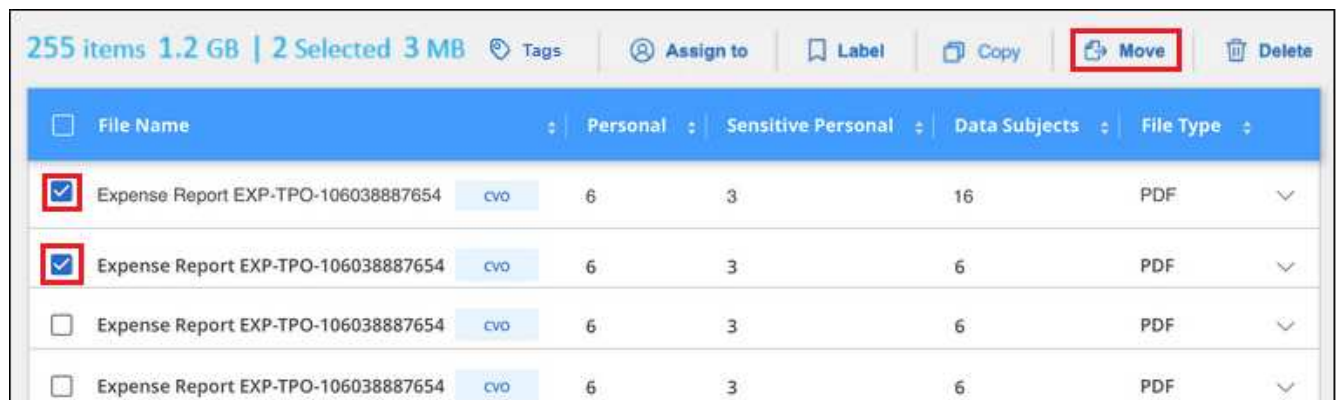 255 items 1.2 GB | 2 Selected 3 MB Tags Assign to Label Copy Move Delete
File Name Personal Sensitive Personal Data Subjects File Type
Expense Report EXP-TPO-106038887654 CVO 6 3 16 PDF
Expense Report EXP-TPO-106038887654 CVO 6 3 6 PDF
Expense Report EXP-TPO-106038887654 CVO 6 3 6 PDF
Expense Report EXP-TPO-106038887654 CVO 6 3 6 PDF